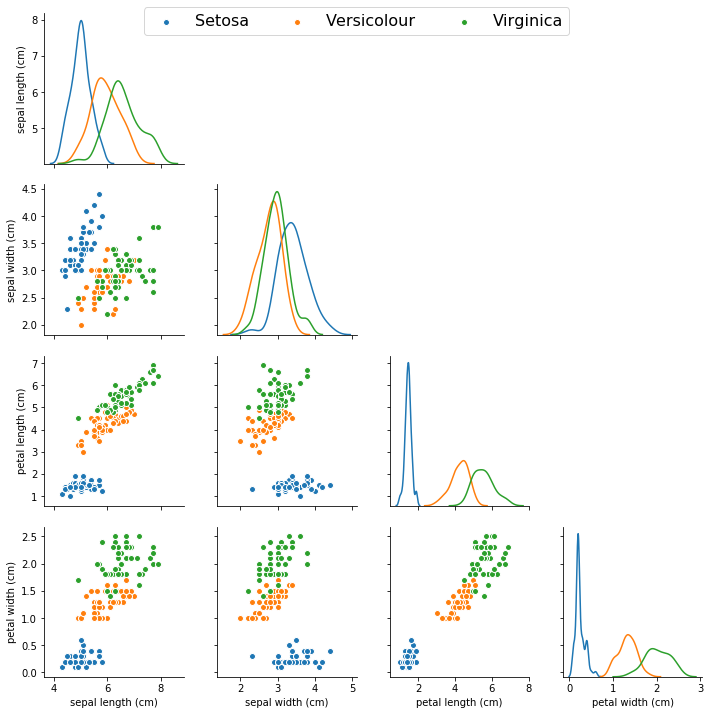 Setosa Versicolour Virginica
sepal length (cm)
8
7
6
5
4 6 8
sepal width (cm)
4.5
4.0
3.5
3.0
2.5
2.0
petal length (cm)
7
6
5
4
3
2
1
petal width (cm)
2.5
2.0
1.5
1.0
0.5
0.0
4 6 8
2 3 4 5
2 4 6 8
0 1 2 3
sepal length (cm) sepal width (cm) petal length (cm) petal width (cm)